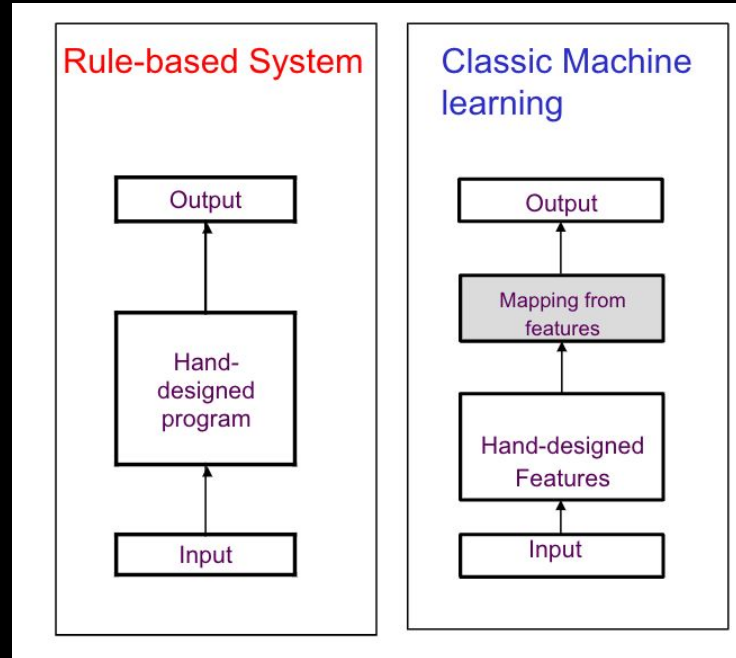 Rule-based System
Output
Hand-
designed
program
Input
Classic Machine
learning
Output
Mapping from
features
Hand-designed
Features
Input